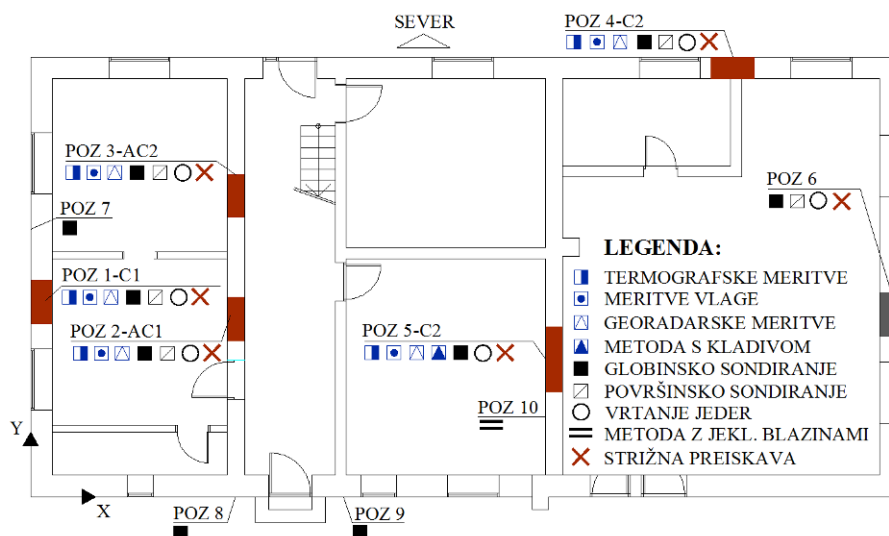 SEVER
POZ 4-C2
POZ 3-AC2
POZ 6
POZ 7
POZ 1-C1
POZ 2-AC1
POZ 5-C2
POZ 10
LEGENDA:
TERMOGRAFSKE MERITVE
MERITVE VLAGE
GEORADARSKE MERITVE
METODA S KLADIVOM
GLOBINSKO SONDIRANJE
POVRŠINSKO SONDIRANJE
VRTANJE JEDER
METODA Z JEKL. BLAZINAMI
STRIŽNA PREISKAVA
Y
X
POZ 8
POZ 9